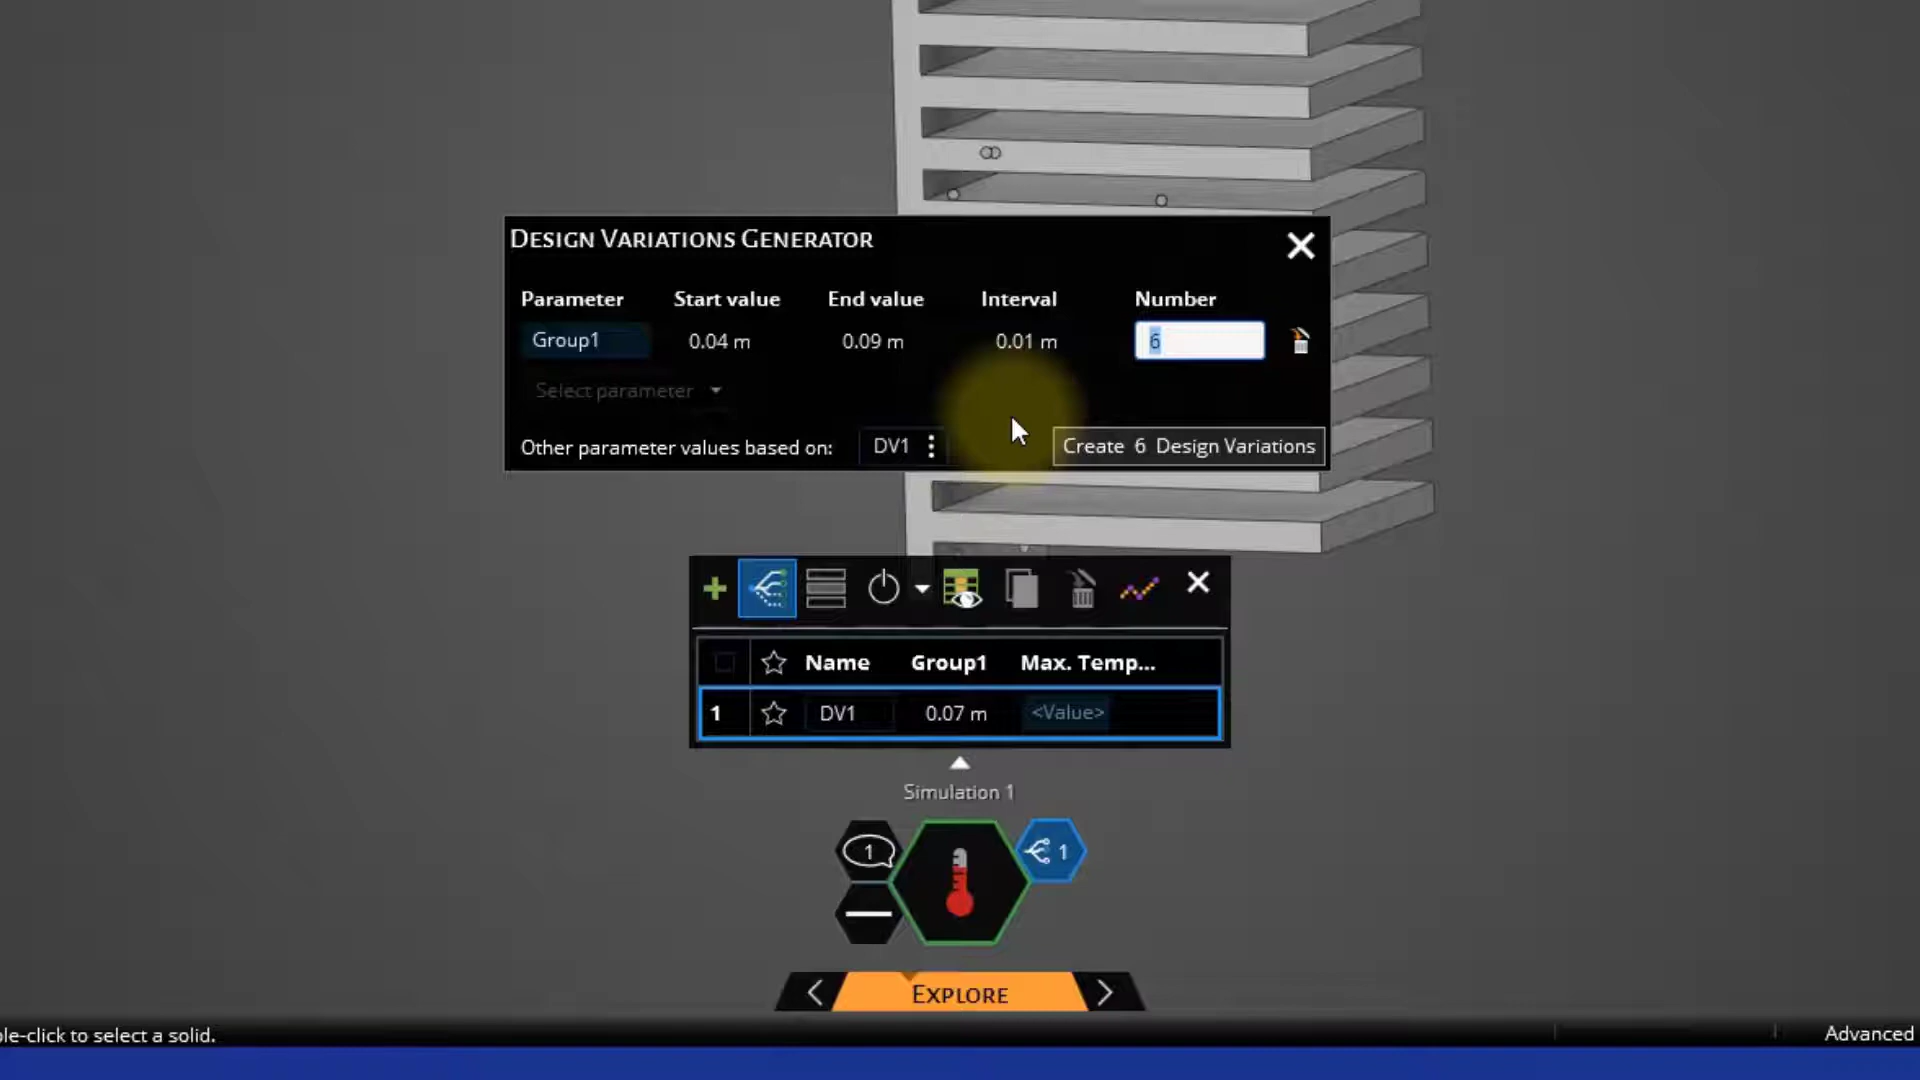 DESIGN VARIATIONS GENERATOR
Parameter Start value End value Interval Number
Group1 0.04 m 0.09 m 0.01 m 6
Select parameter
Other parameter values based on: DV1 Create 6 Design Variations
Name Group1 Max. Temp...
1 DV1 0.07 m <Value>
Simulation 1
1 1
EXPLORE
le-click to select a solid.
Advanced